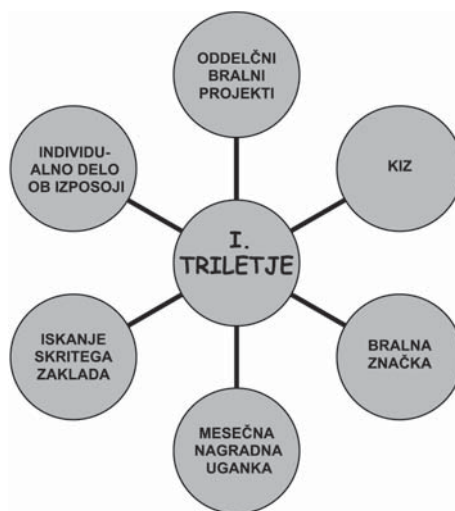 ODDELČNI
BRALNI
PROJEKTI
INDIVIDU-
ALNO DELO
OB IZPOSOJI
KIZ
I.
TRILETJE
ISKANJE
SKRITEGA
ZAKLADA
BRALNA
ZNAČKA
MESEČNA
NAGRADNA
UGANKA